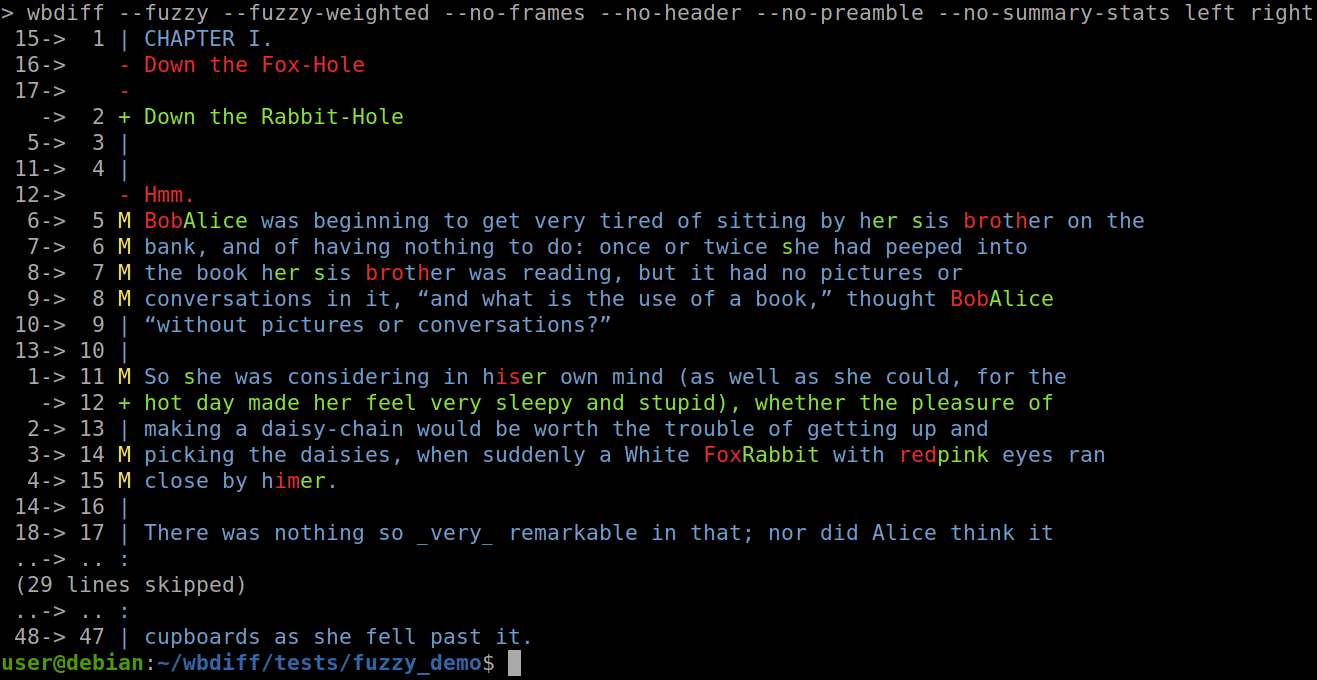 > wbdiff --fuzzy --fuzzy-weighted --no-frames --no-header --no-preamble --no-summary-stats left right
 15->  1 | CHAPTER I.
 16->    - Down the Fox-Hole
 17->    -
   ->  2 + Down the Rabbit-Hole
  5->  3 |
 11->  4 |
 12->    - Hmm.
  6->  5 M BobAlice was beginning to get very tired of sitting by her sis brother on the
  7->  6 M bank, and of having nothing to do: once or twice she had peeped into
  8->  7 M the book her sis brother was reading, but it had no pictures or
  9->  8 M conversations in it, “and what is the use of a book,” thought BobAlice
 10->  9 | “without pictures or conversations?”
 13-> 10 |
  1-> 11 M So she was considering in hiser own mind (as well as she could, for the
   -> 12 + hot day made her feel very sleepy and stupid), whether the pleasure of
  2-> 13 | making a daisy-chain would be worth the trouble of getting up and
  3-> 14 M picking the daisies, when suddenly a White FoxRabbit with redpink eyes ran
  4-> 15 M close by himer.
 14-> 16 |
 18-> 17 | There was nothing so _very_ remarkable in that; nor did Alice think it
 ..-> .. :
 (29 lines skipped)
 ..-> .. :
 48-> 47 | cupboards as she fell past it.
user@debian:~/wbdiff/tests/fuzzy_demo$